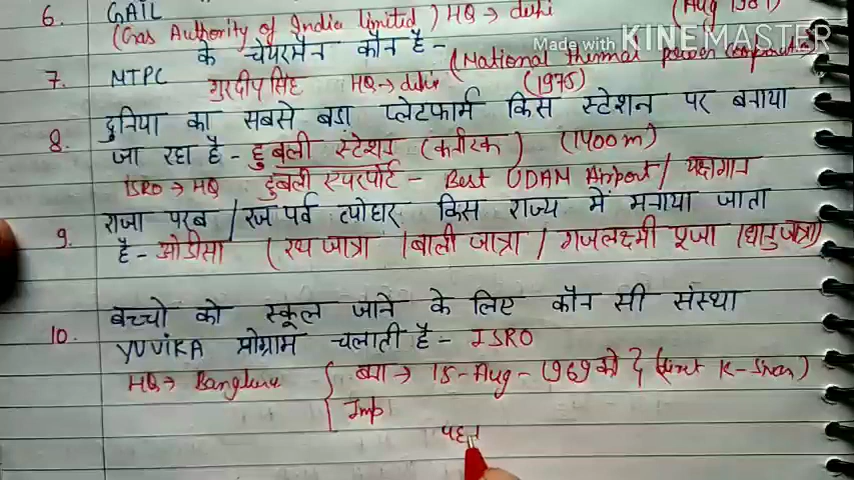 6. GAIL
(Gas Authority of India limited) HQ → delhi (Aug 1984)
Made with KINEMASTER
7. NTPC के चेयरमैन कौन है- (National thermal power
गुरदीप सिंह HQ → delhi (1975)
8. दुनिया का सबसे बड़ा प्लेटफार्म किस स्टेशन पर बनाया
जा रहा है - हुबली स्टेशन (कर्नाटक) (1400m)
ISRO → HQ हुबली एयरपोर्ट - Best UDAN Airport / यक्षगान
9. राजा परब / रज पर्व त्योहार किस राज्य में मनाया जाता
है - ओडीसा (रथ जात्रा / बाली जात्रा / गजलक्ष्मी पूजा / धानुजात्रा)
10. बच्चो को स्कूल जाने के लिए कौन सी संस्था
YUVIKA प्रोग्राम चलाती है - ISRO
HQ → Banglore { बना → 15-Aug-1969 को
Imp